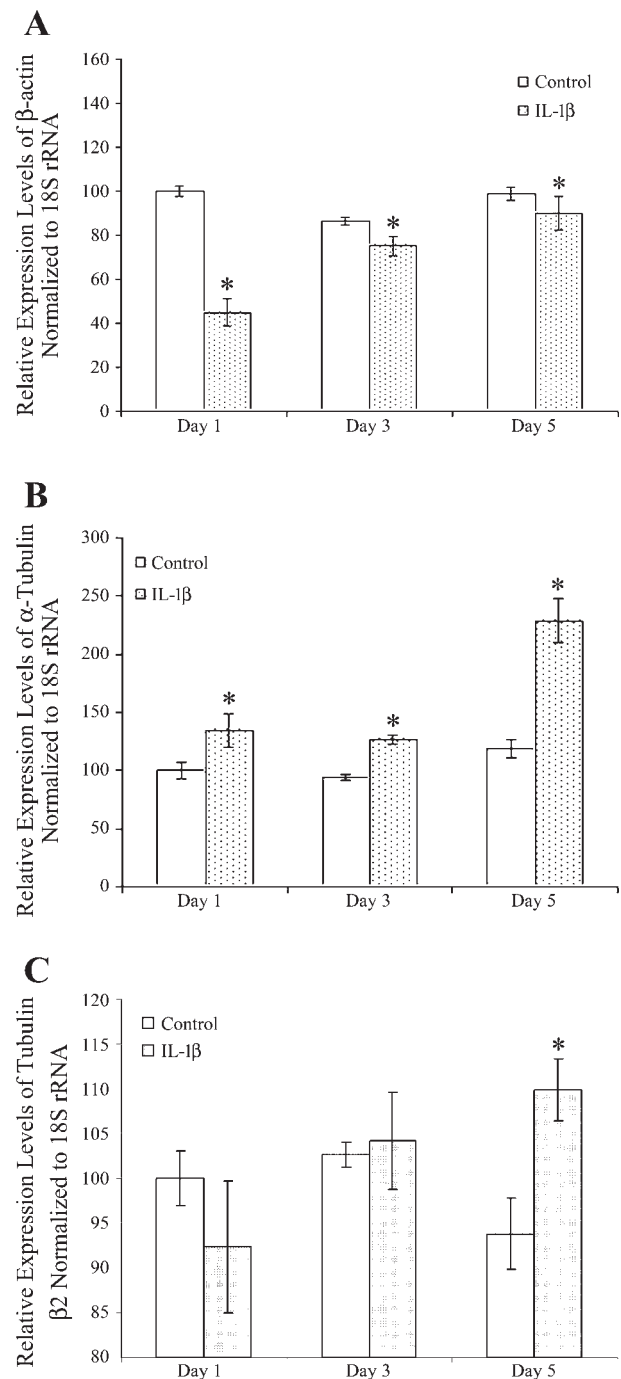 A
Relative Expression Levels of β-actin
Normalized to 18S rRNA
160
140
120
100
80
60
40
20
0
Control
IL-1β
*
*
*
Day 1
Day 3
Day 5
B
Relative Expression Levels of α-Tubulin
Normalized to 18S rRNA
300
250
200
150
100
50
0
Control
IL-1β
*
*
*
Day 1
Day 3
Day 5
C
Relative Expression Levels of Tubulin
β2 Normalized to 18S rRNA
120
115
110
105
100
95
90
85
80
Control
IL-1β
*
Day 1
Day 3
Day 5